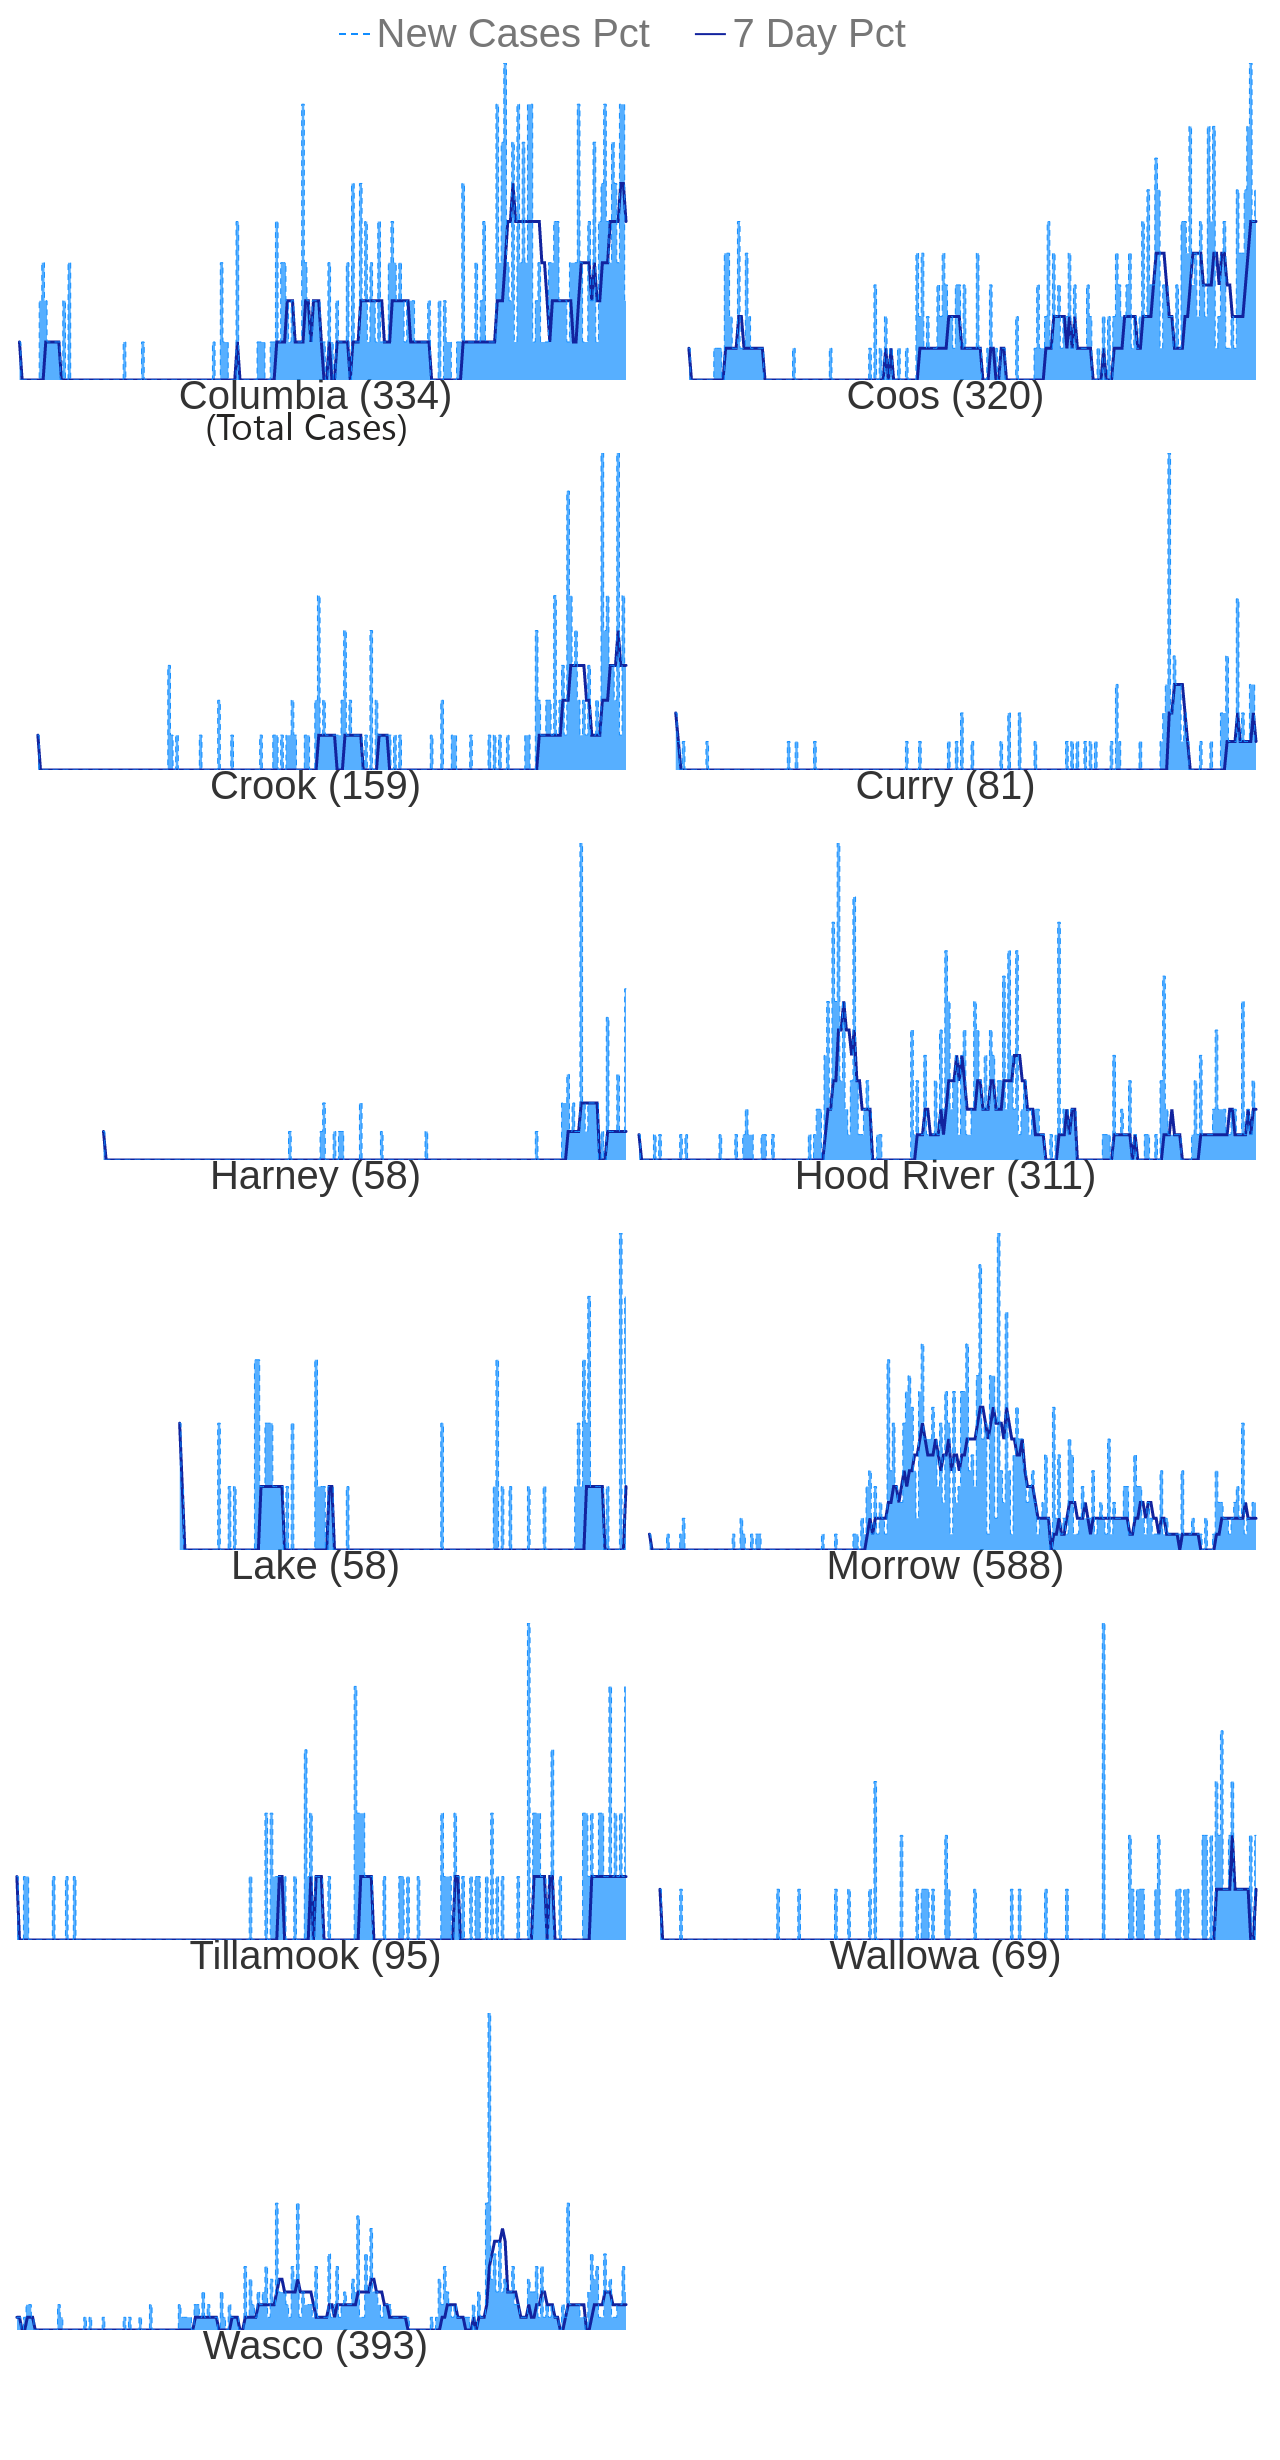 New Cases Pct 7 Day Pct
Columbia (334) Coos (320)
(Total Cases)
Crook (159) Curry (81)
Harney (58) Hood River (311)
Lake (58) Morrow (588)
Tillamook (95) Wallowa (69)
Wasco (393)